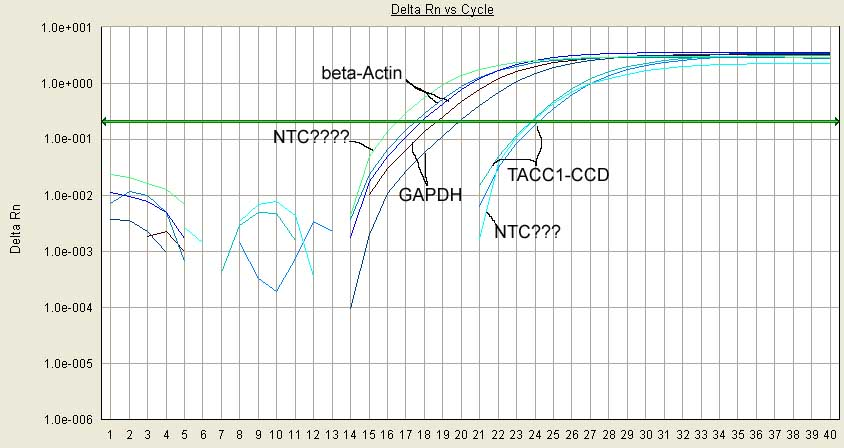 Delta Rn vs Cycle
1.0e+001
beta-Actin
1.0e+000
NTC????
1.0e-001
TACC1-CCD
GAPDH
1.0e-002
Delta Rn
NTC???
1.0e-003
1.0e-004
1.0e-005
1.0e-006
1 2 3 4 5 6 7 8 9 10 11 12 13 14 15 16 17 18 19 20 21 22 23 24 25 26 27 28 29 30 31 32 33 34 35 36 37 38 39 40